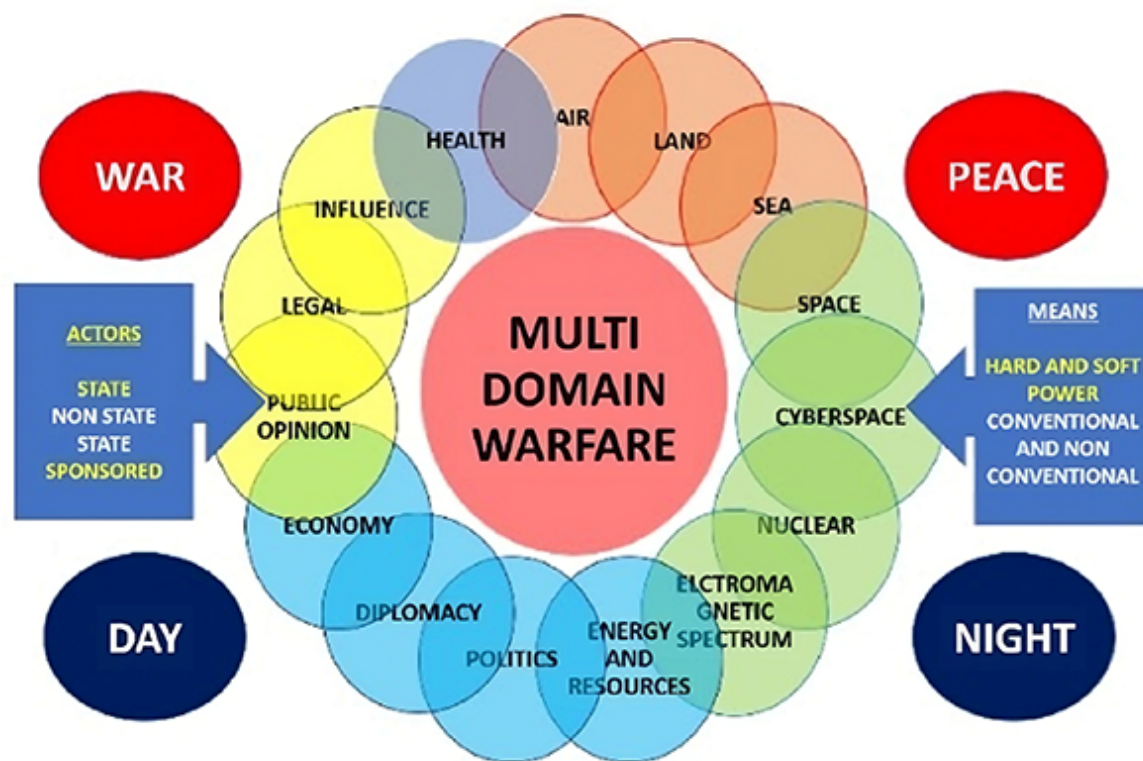 WAR
PEACE
AIR
LAND
SEA
SPACE
CYBERSPACE
NUCLEAR
ELCTROMA
GNETIC
SPECTRUM
ENERGY
AND
RESOURCES
POLITICS
DIPLOMACY
ECONOMY
PUBLIC
OPINION
LEGAL
INFLUENCE
HEALTH
MULTI
DOMAIN
WARFARE
ACTORS
STATE
NON STATE
STATE
SPONSORED
MEANS
HARD AND SOFT
POWER
CONVENTIONAL
AND NON
CONVENTIONAL
DAY
NIGHT